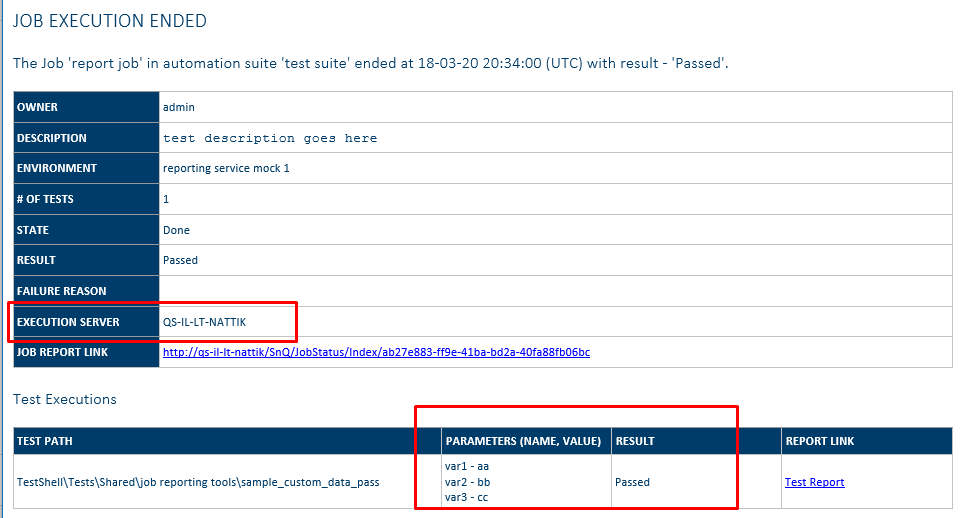 JOB EXECUTION ENDED
The Job 'report job' in automation suite 'test suite' ended at 18-03-20 20:34:00 (UTC) with result - 'Passed'.
OWNER admin
DESCRIPTION test description goes here
ENVIRONMENT reporting service mock 1
# OF TESTS 1
STATE Done
RESULT Passed
FAILURE REASON
EXECUTION SERVER QS-IL-LT-NATTIK
JOB REPORT LINK http://qs-il-lt-nattik/SnQ/JobStatus/Index/ab27e883-ff9e-41ba-bd2a-40fa88fb06bc
Test Executions
TEST PATH PARAMETERS (NAME, VALUE) RESULT REPORT LINK
var1 - aa
TestShell\Tests\Shared\job reporting tools\sample_custom_data_pass var2 - bb Passed Test Report
var3 - cc